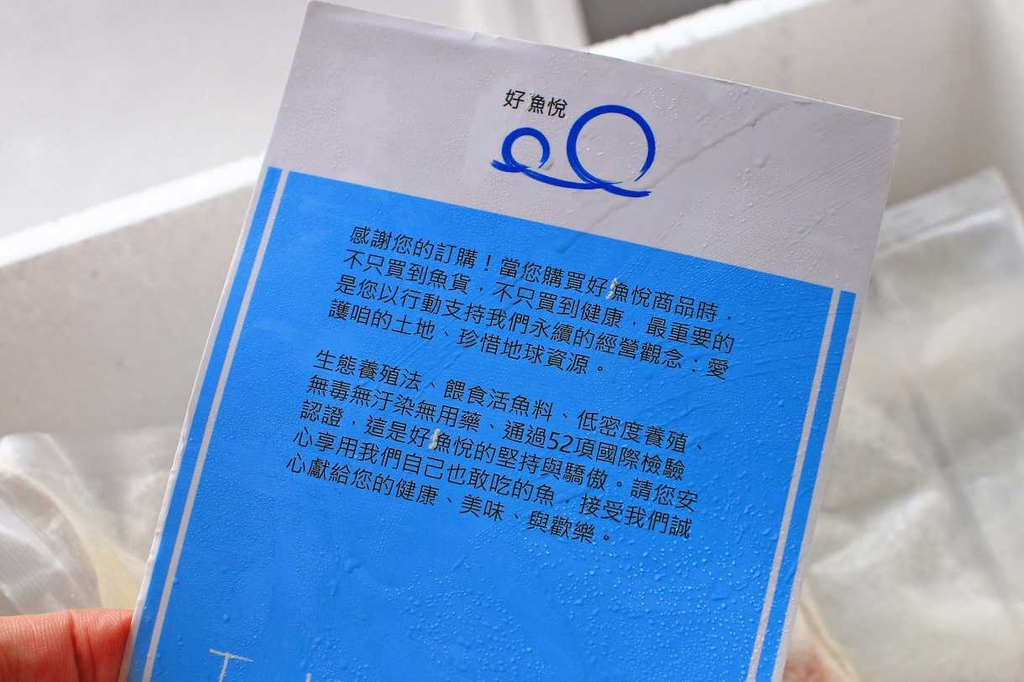 好魚悅
感謝您的訂購！當您購買好魚悅商品時，
不只買到魚貨，不只買到健康，最重要的
是您以行動支持我們永續的經營觀念：愛
護咱的土地、珍惜地球資源。
生態養殖法、餵食活魚料、低密度養殖、
無毒無汙染無用藥、通過52項國際檢驗
認證，這是好魚悅的堅持與驕傲。請您安
心享用我們自己也敢吃的魚，接受我們誠
心獻給您的健康、美味、與歡樂。